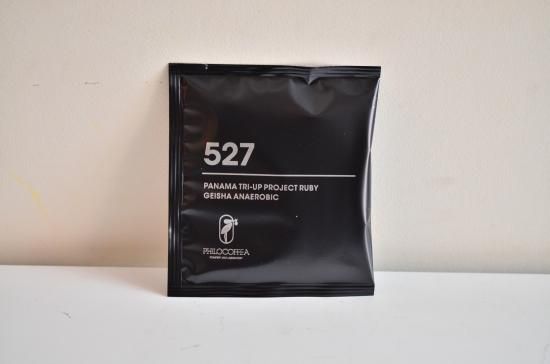 527
PANAMA TRI-UP PROJECT RUBY
GEISHA ANAEROBIC
PHILOCOFFEA